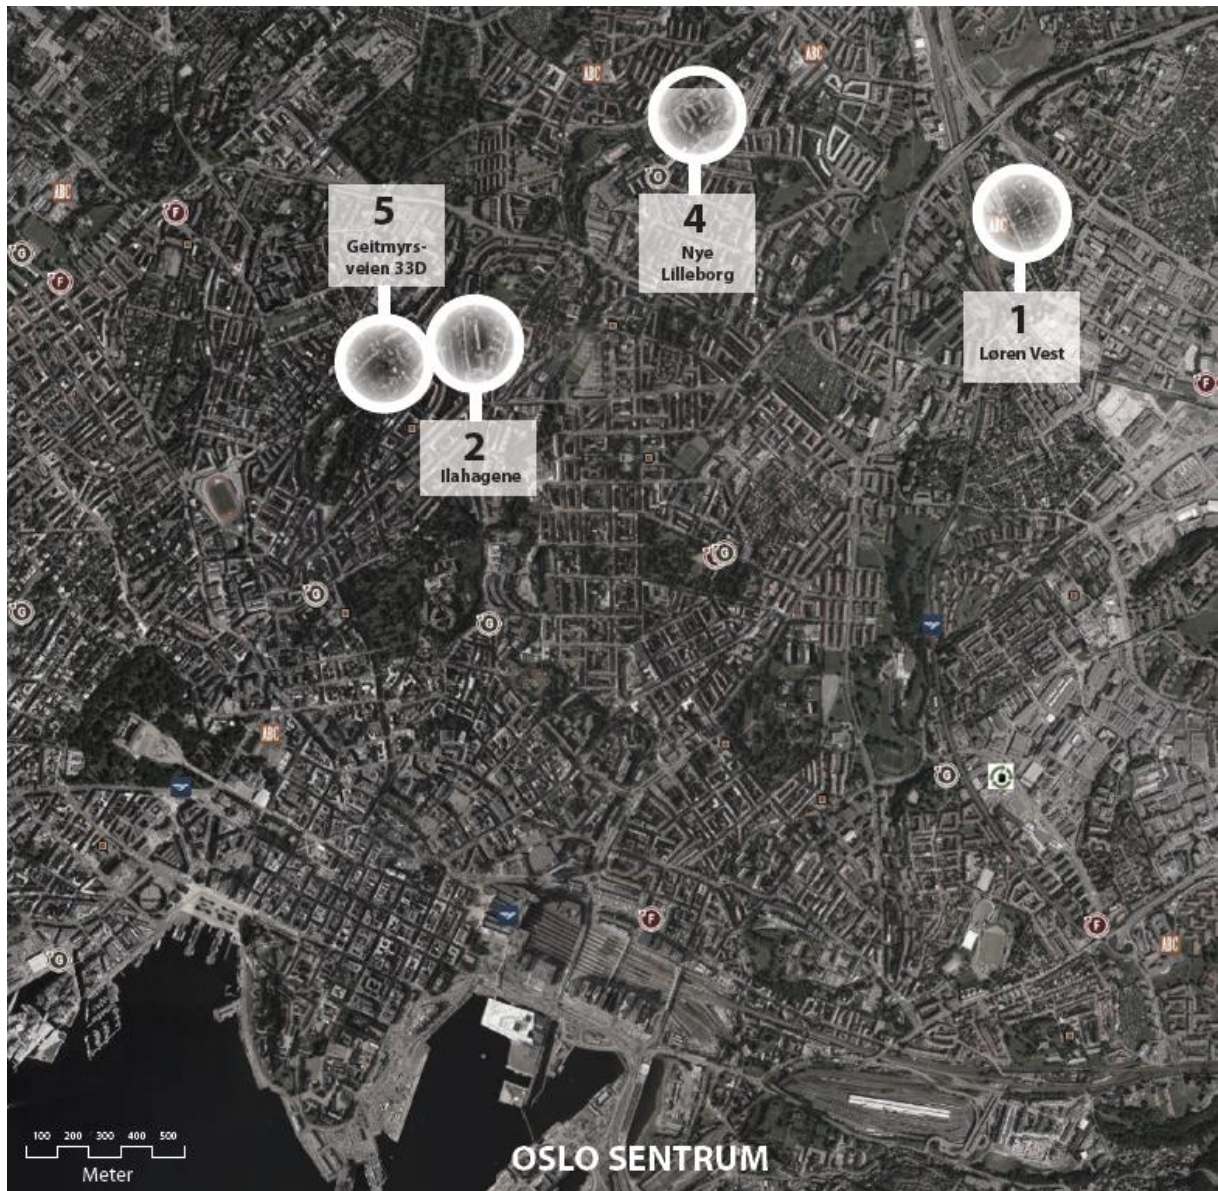 ABC
ABC
G
ABC
F
5
Geitmyrs-
veien 33D
4
Nye
Lilleborg
ABC
G
F
1
Løren Vest
F
2
Ilahagene
G
G
G
G
ABC
G
F
F
ABC
G
100 200 300 400 500
Meter
OSLO SENTRUM